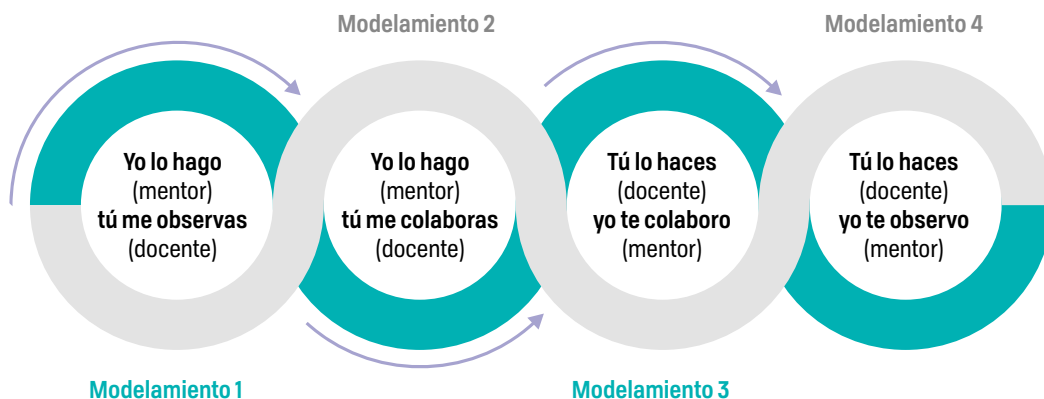 Modelamiento 2
Modelamiento 4
Yo lo hago
(mentor)
tú me observas
(docente)
Yo lo hago
(mentor)
tú me colaboras
(docente)
Tú lo haces
(docente)
yo te colaboro
(mentor)
Tú lo haces
(docente)
yo te observo
(mentor)
Modelamiento 1
Modelamiento 3